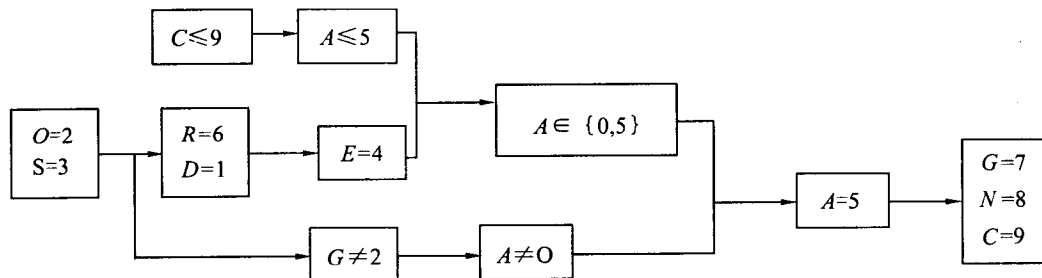 C≤9
A≤5
O=2
S=3
R=6
D=1
E=4
A∈ {0,5}
G≠2
A≠O
A=5
G=7
N=8
C=9